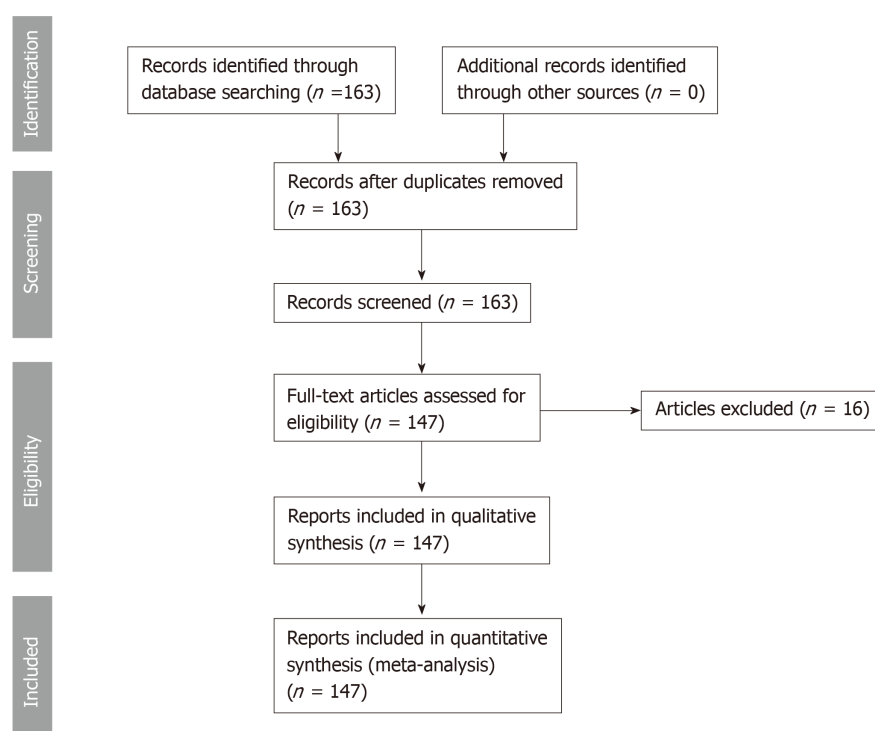 Identification
Records identified through
database searching (n =163)
Additional records identified
through other sources (n = 0)
Screening
Records after duplicates removed
(n = 163)
Records screened (n = 163)
Eligibility
Full-text articles assessed for
eligibility (n = 147)
Articles excluded (n = 16)
Reports included in qualitative
synthesis (n = 147)
Included
Reports included in quantitative
synthesis (meta-analysis)
(n = 147)